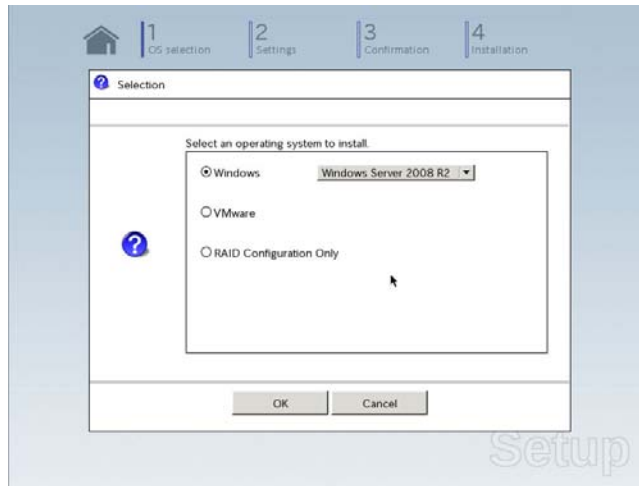 1 2 3 4
OS selection Settings Confirmation Installation
Selection
Select an operating system to install.
Windows Windows Server 2008 R2
VMware
RAID Configuration Only
OK Cancel
Setup